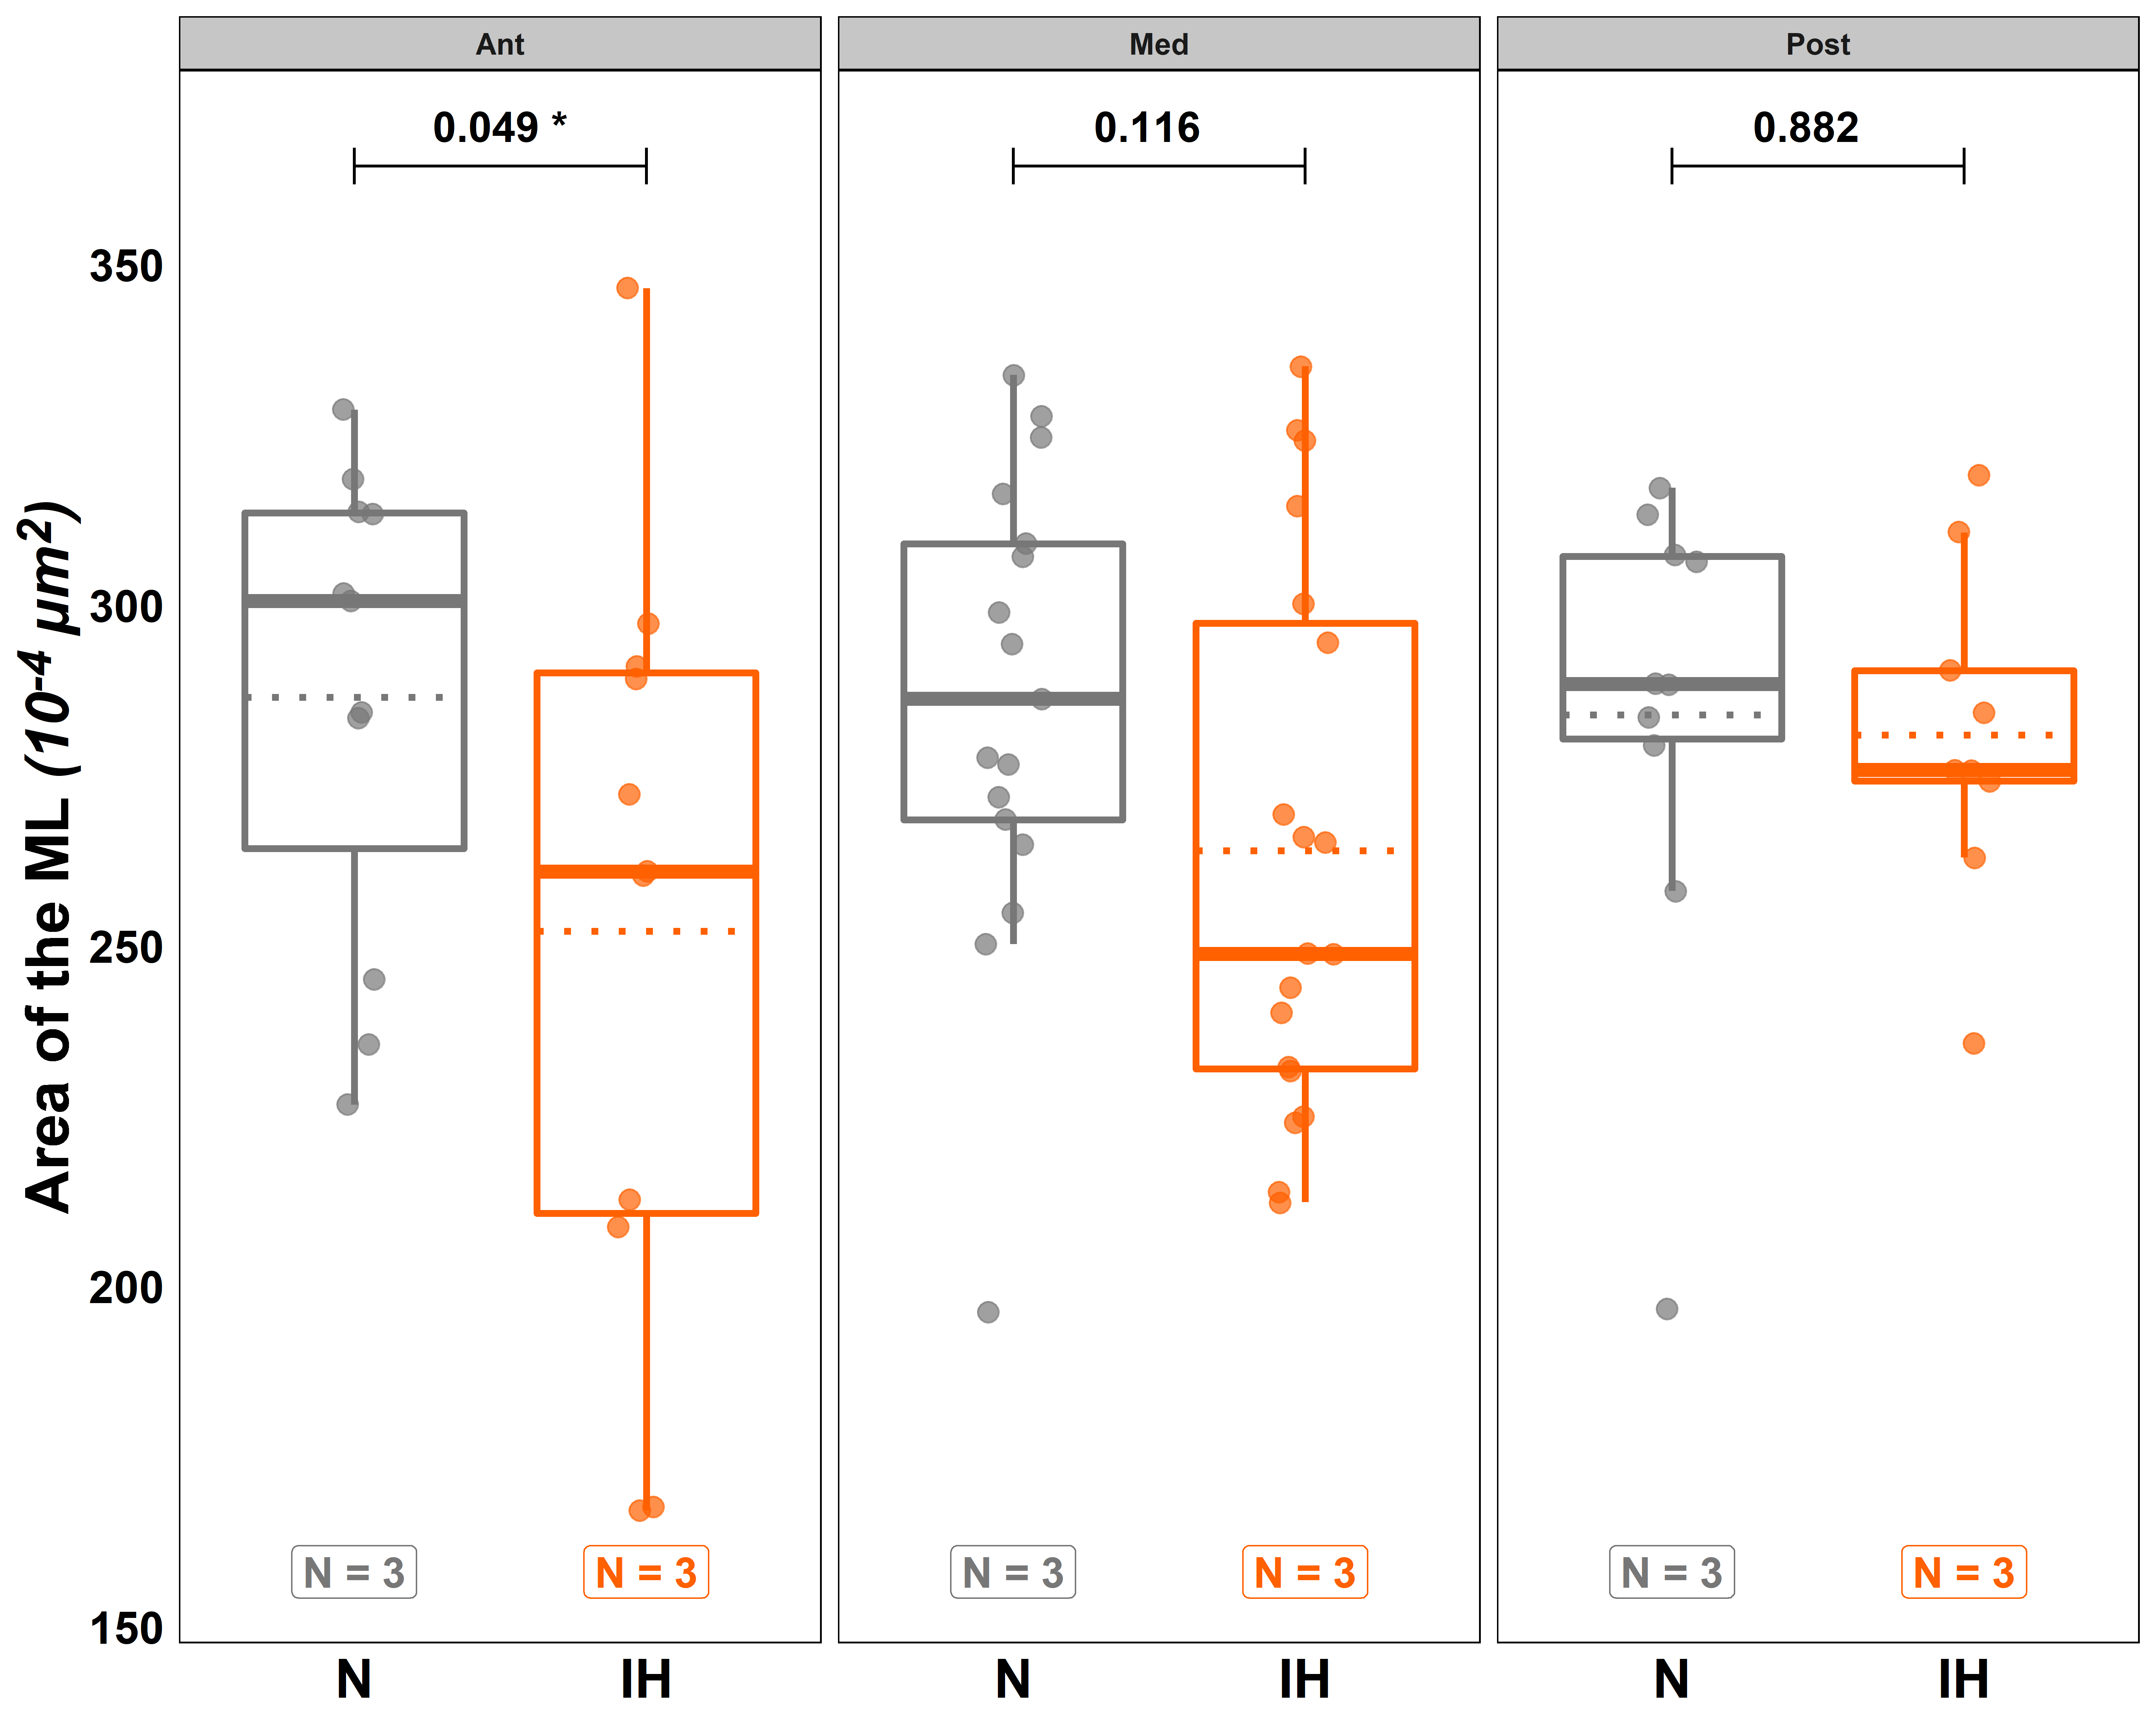 Ant Med Post
0.049 * 0.116 0.882
Area of the ML (10-4 μm2)
350
300
250
200
150
N = 3 N = 3 N = 3 N = 3 N = 3 N = 3
N IH N IH N IH